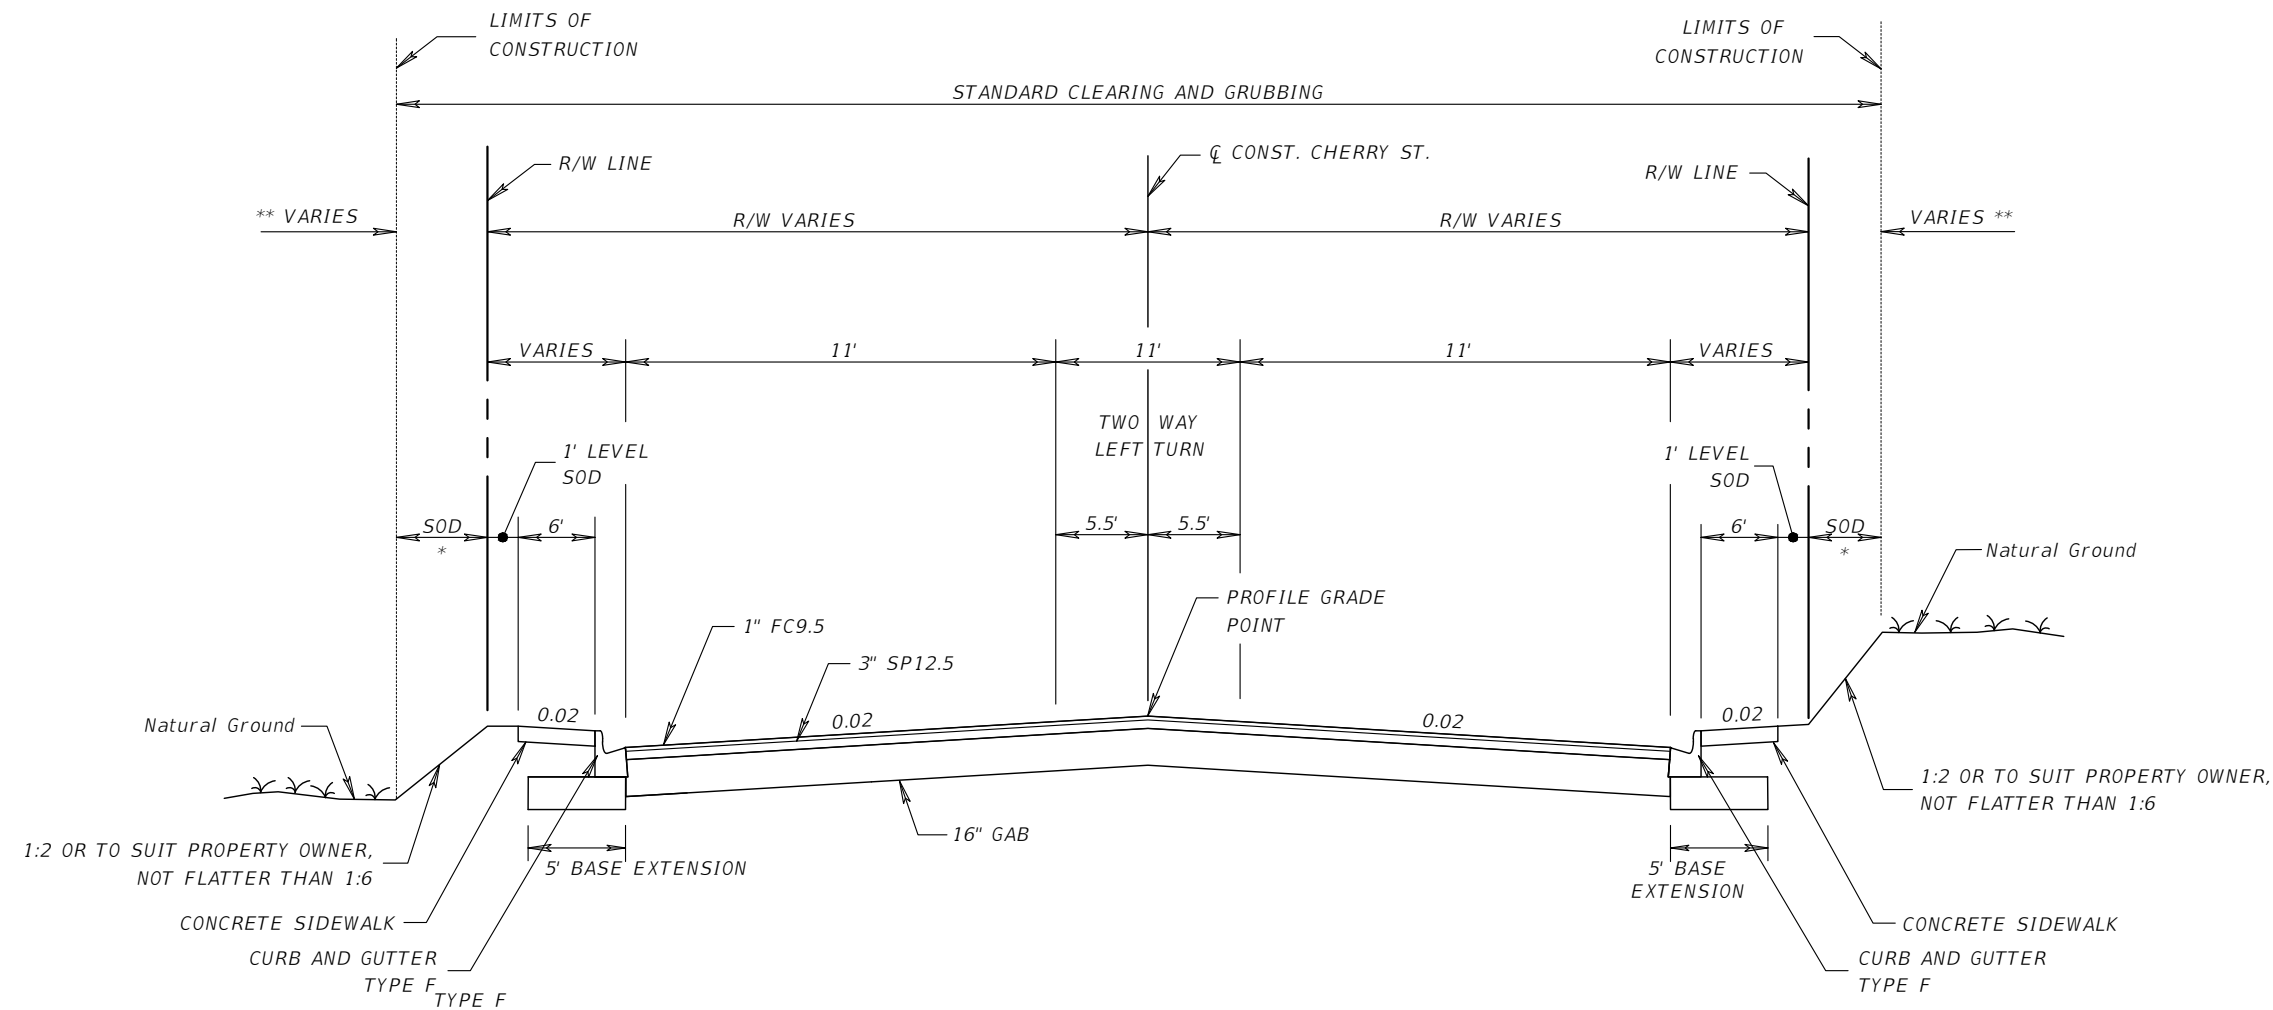 LIMITS OF
CONSTRUCTION
LIMITS OF
CONSTRUCTION
STANDARD CLEARING AND GRUBBING
R/W LINE
℄ CONST. CHERRY ST.
R/W LINE
** VARIES
R/W VARIES
R/W VARIES
VARIES **
VARIES
11'
11'
11'
VARIES
TWO WAY
LEFT TURN
1' LEVEL
SOD
1' LEVEL
SOD
SOD
*
6'
5.5'
5.5'
6'
SOD
*
Natural Ground
PROFILE GRADE
POINT
1" FC9.5
3" SP12.5
Natural Ground
0.02
0.02
0.02
0.02
1:2 OR TO SUIT PROPERTY OWNER,
NOT FLATTER THAN 1:6
16" GAB
1:2 OR TO SUIT PROPERTY OWNER,
NOT FLATTER THAN 1:6
5' BASE EXTENSION
5' BASE
EXTENSION
CONCRETE SIDEWALK
CONCRETE SIDEWALK
CURB AND GUTTER
TYPE F
TYPE F
CURB AND GUTTER
TYPE F